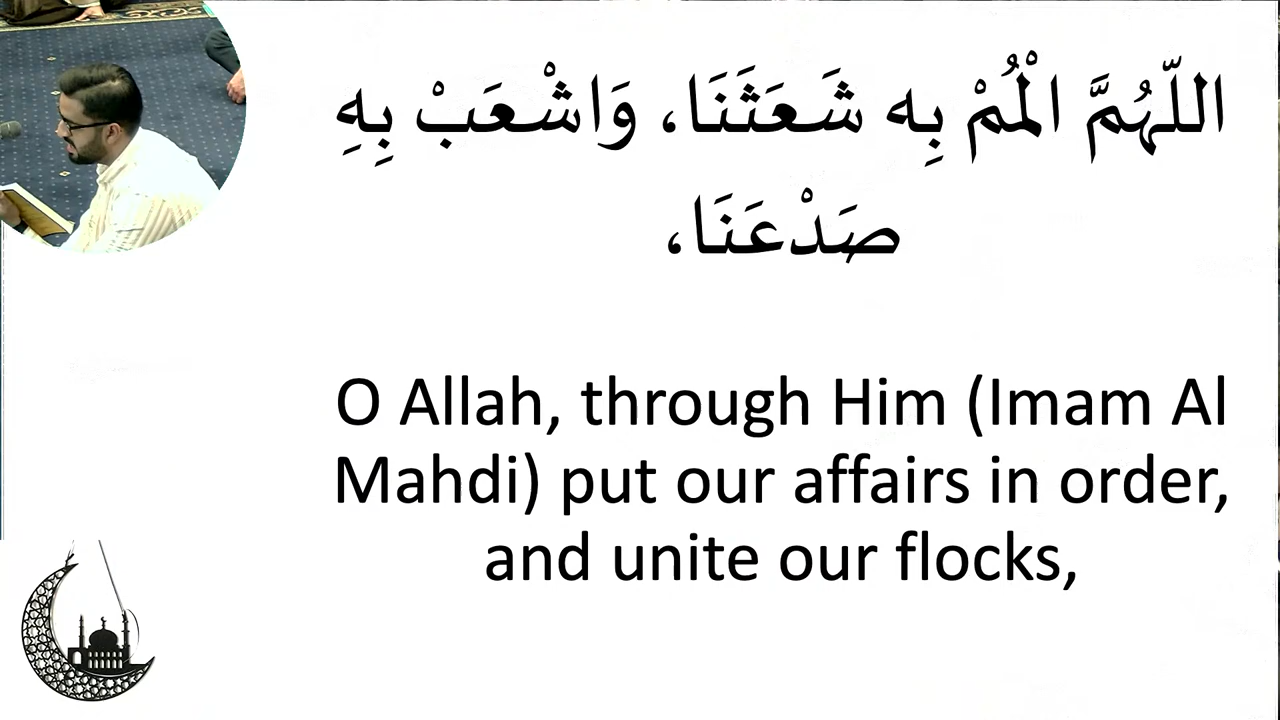 اللّهُمَّ الْمُمْ بِه شَعَثَنَا، وَاشْعَبْ بِهِ
صَدْعَنَا،
O Allah, through Him (Imam Al
Mahdi) put our affairs in order,
and unite our flocks,